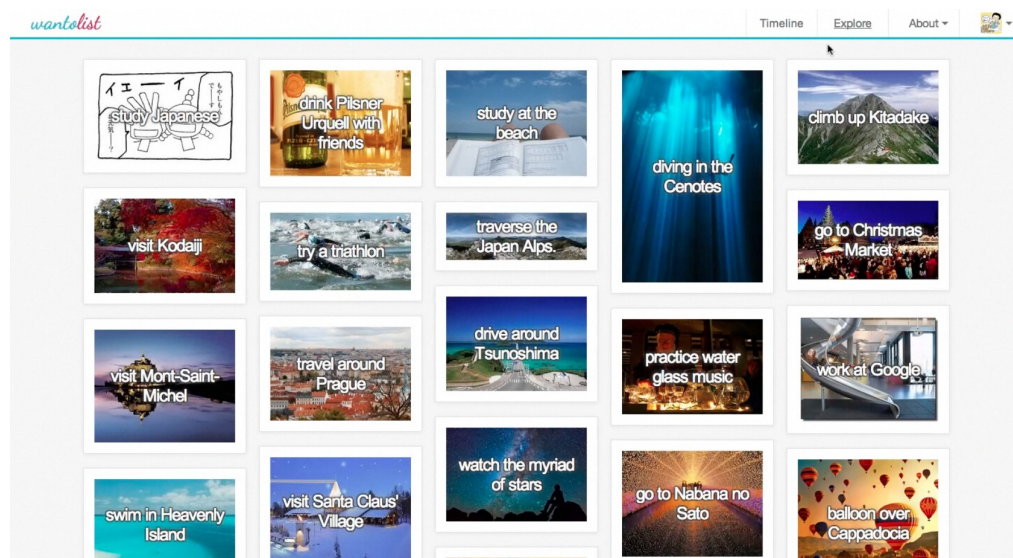 wantolist
Timeline
Explore
About
イエーイ
study Japanese
drink Pilsner
Urquell with
friends
study at the
beach
diving in the
Cenotes
climb up Kitadake
visit Kodaiji
try a triathlon
traverse the
Japan Alps.
go to Christmas
Market
visit Mont-Saint-
Michel
travel around
Prague
drive around
Tsunoshima
practice water
glass music
work at Google
swim in Heavenly
Island
visit Santa Claus'
Village
watch the myriad
of stars
go to Nabana no
Sato
balloon over
Cappadocia